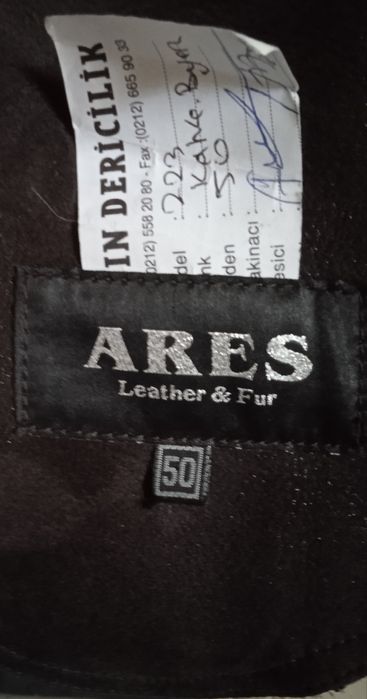 IN DERİCİLİK
0212) 558 20 80 - Fax :(0212) 665 90 33
del : 223
nk : Kahve.
den : 50
akinacı :
esici :
ARES
Leather & Fur
50